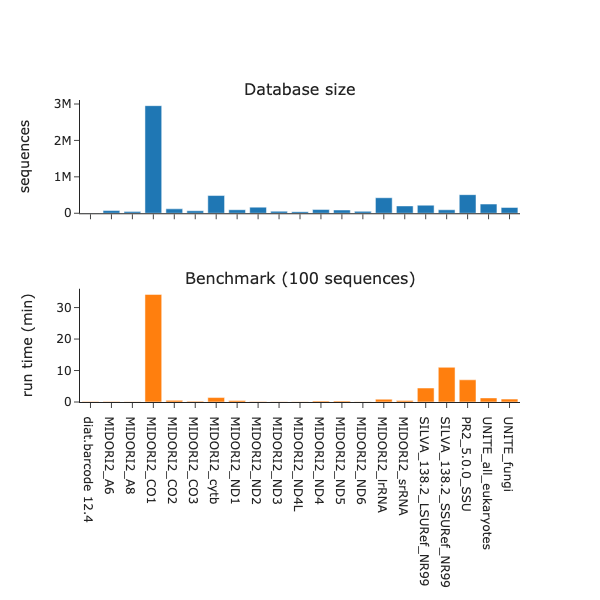 Database size
sequences
3M
2M
1M
0
Benchmark (100 sequences)
run time (min)
30
20
10
0
diat.barcode 12.4
MIDORI2_A6
MIDORI2_A8
MIDORI2_CO1
MIDORI2_CO2
MIDORI2_CO3
MIDORI2_cytb
MIDORI2_ND1
MIDORI2_ND2
MIDORI2_ND3
MIDORI2_ND4L
MIDORI2_ND4
MIDORI2_ND5
MIDORI2_ND6
MIDORI2_lrRNA
MIDORI2_srRNA
SILVA_138.2_LSURef_NR99
SILVA_138.2_SSURef_NR99
PR2_5.0.0_SSU
UNITE_all_eukaryotes
UNITE_fungi